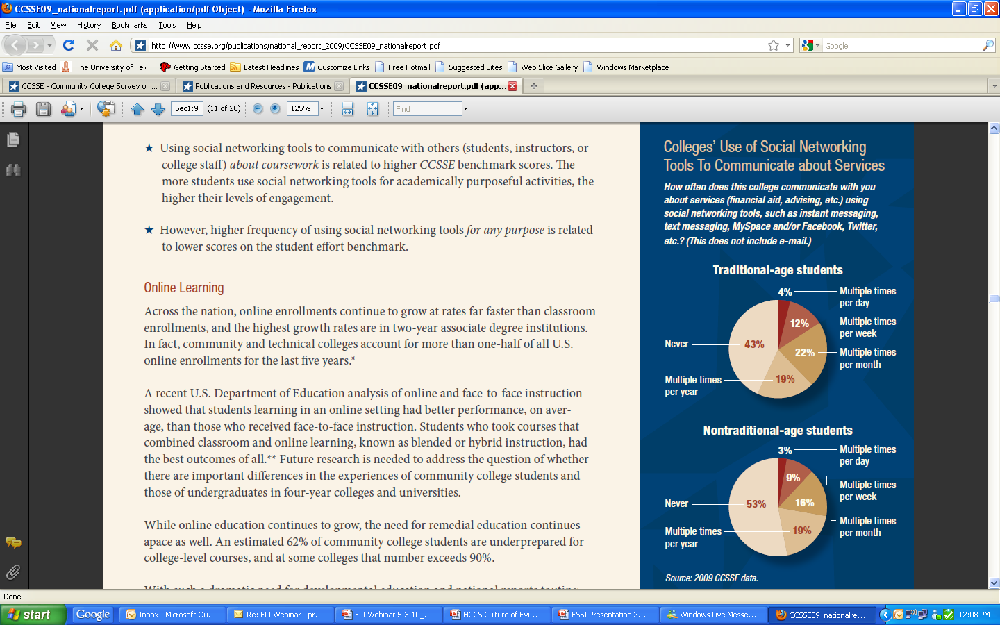 CCSSE09_nationalreport.pdf (application/pdf Object) - Mozilla Firefox
File Edit View History Bookmarks Tools Help
http://www.ccsse.org/publications/national_report_2009/CCSSE09_nationalreport.pdf
Google
Most Visited The University of Tex... Getting Started Latest Headlines Customize Links Free Hotmail Suggested Sites Web Slice Gallery Windows Marketplace
CCSSE - Community College Survey of ... Publications and Resources - Publications CCSSE09_nationalreport.pdf (app...
Sec1:9 (11 of 28) 125% Find
★ Using social networking tools to communicate with others (students, instructors, or
college staff) about coursework is related to higher CCSSE benchmark scores. The
more students use social networking tools for academically purposeful activities, the
higher their levels of engagement.
★ However, higher frequency of using social networking tools for any purpose is related
to lower scores on the student effort benchmark.
Online Learning
Across the nation, online enrollments continue to grow at rates far faster than classroom
enrollments, and the highest growth rates are in two-year associate degree institutions.
In fact, community and technical colleges account for more than one-half of all U.S.
online enrollments for the last five years.*
A recent U.S. Department of Education analysis of online and face-to-face instruction
showed that students learning in an online setting had better performance, on aver-
age, than those who received face-to-face instruction. Students who took courses that
combined classroom and online learning, known as blended or hybrid instruction, had
the best outcomes of all.** Future research is needed to address the question of whether
there are important differences in the experiences of community college students and
those of undergraduates in four-year colleges and universities.
While online education continues to grow, the need for remedial education continues
apace as well. An estimated 62% of community college students are underprepared for
college-level courses, and at some colleges that number exceeds 90%.
With such a dramatic need for developmental education and national reports touting
Colleges' Use of Social Networking
Tools To Communicate about Services
How often does this college communicate with you
about services (financial aid, advising, etc.) using
social networking tools, such as instant messaging,
text messaging, MySpace and/or Facebook, Twitter,
etc.? (This does not include e-mail.)
Traditional-age students
4% Multiple times
per day
12% Multiple times
per week
22% Multiple times
per month
Never 43%
Multiple times 19%
per year
Nontraditional-age students
3% Multiple times
per day
9% Multiple times
per week
16% Multiple times
per month
Never 53%
Multiple times 19%
per year
Source: 2009 CCSSE data.
Done
start Google Inbox - Microsoft Ou... Re: ELI Webinar - pr... ELI Webinar 5-3-10_... HCCS Culture of Evi... ESSI Presentation 2... Windows Live Messe... CCSSE09_nationalre... 12:08 PM